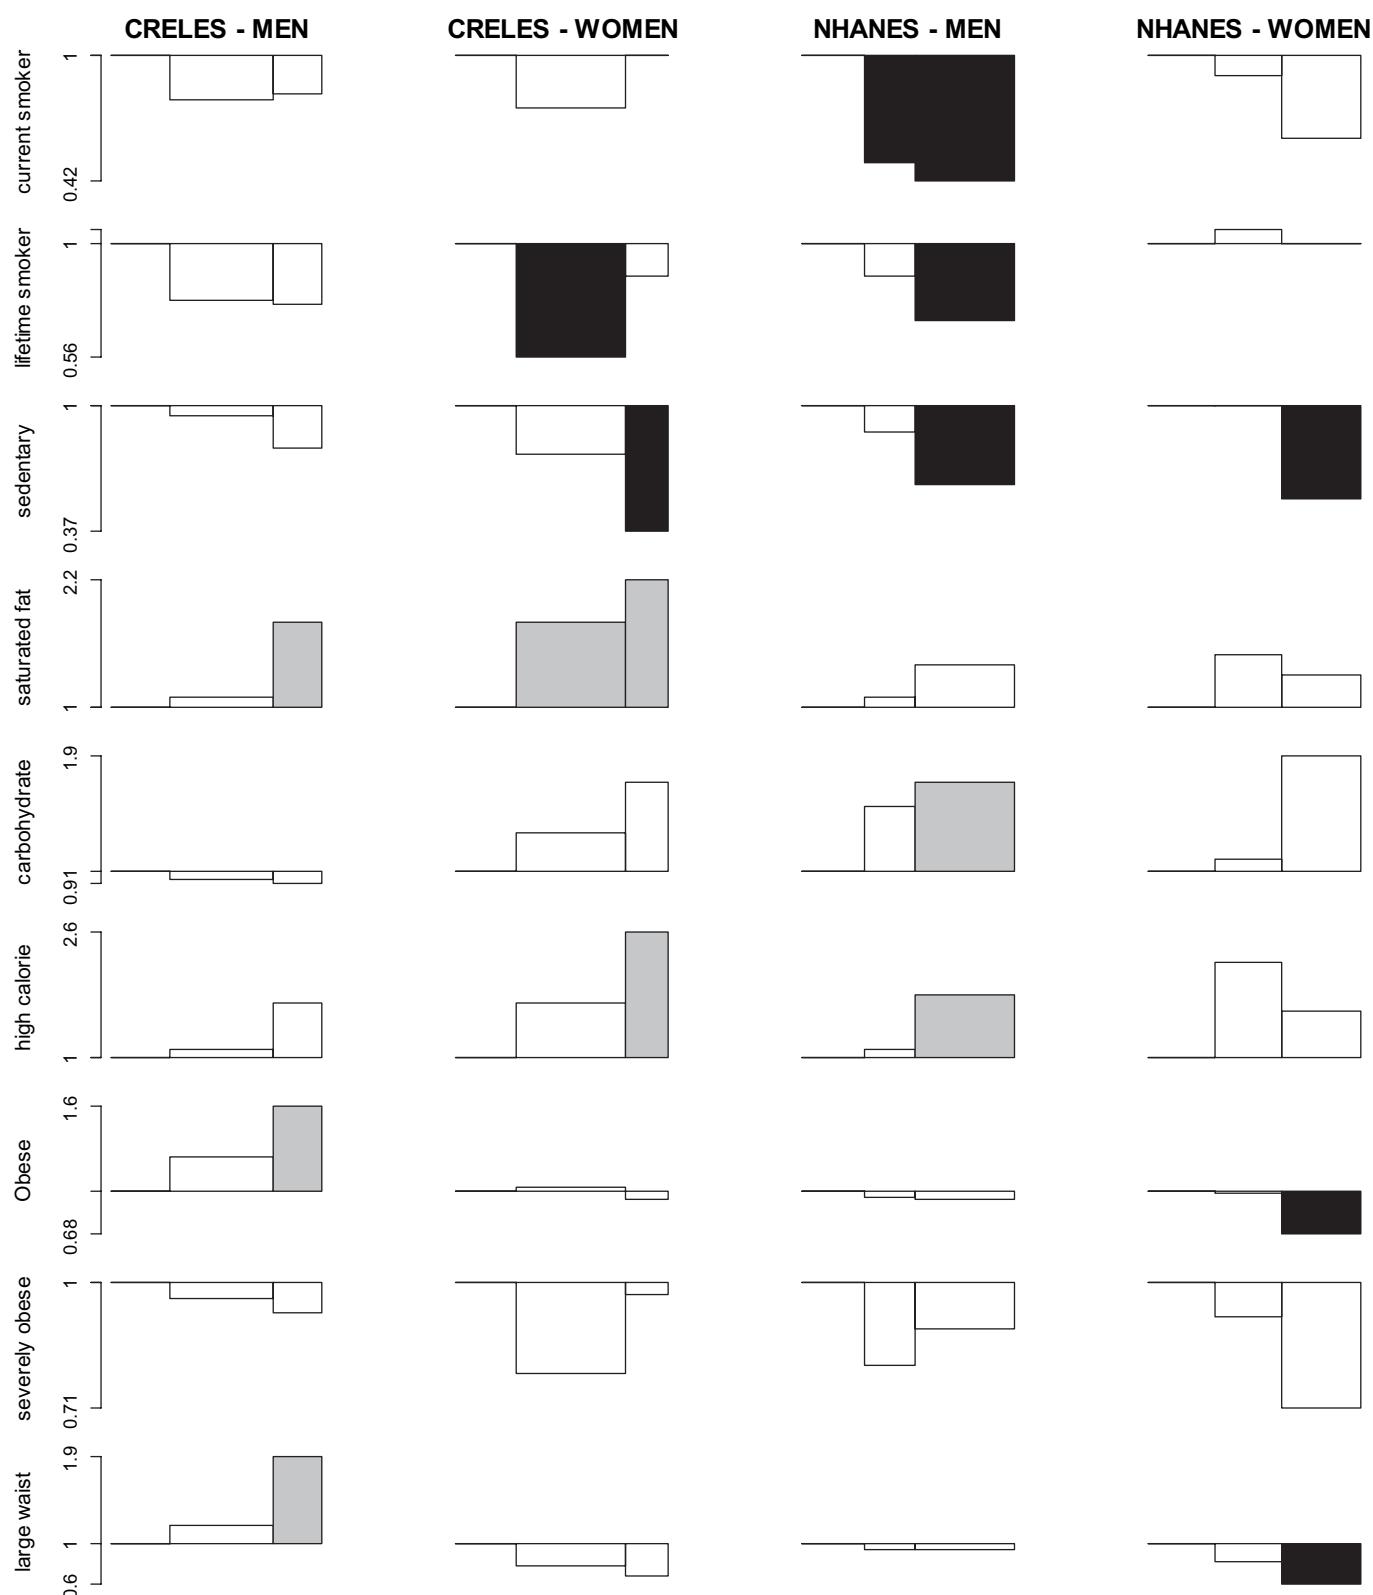 CRELES - MEN CRELES - WOMEN NHANES - MEN NHANES - WOMEN
current smoker
1
0.42
lifetime smoker
1
0.56
sedentary
1
0.37
saturated fat
2.2
1
carbohydrate
1.9
0.91
high calorie
2.6
1
Obese
1.6
0.68
severely obese
1
0.71
large waist
1.9
1
0.6